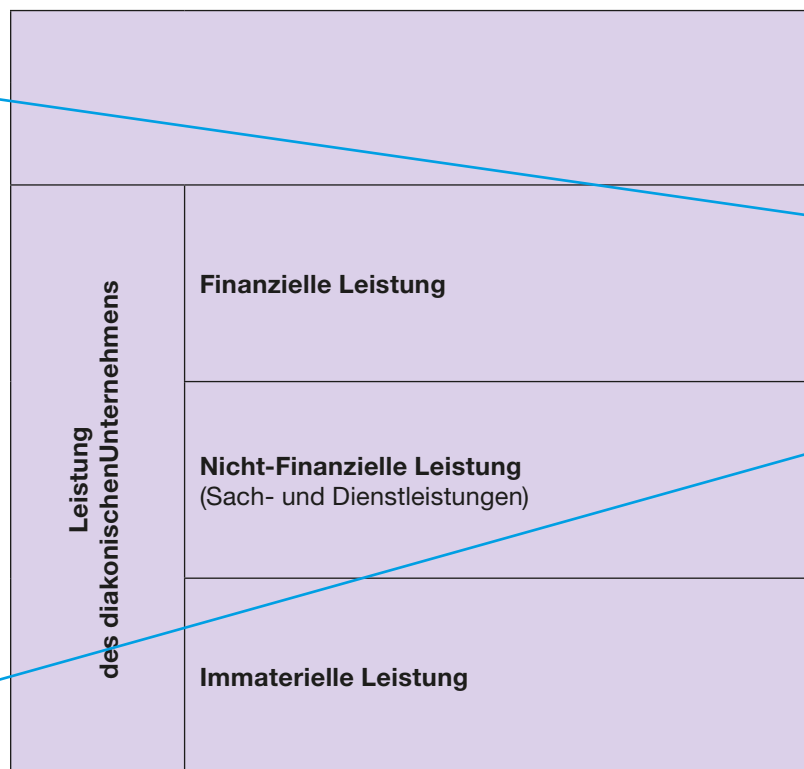 Leistung
des diakonischenUnternehmens
Finanzielle Leistung
Nicht-Finanzielle Leistung
(Sach- und Dienstleistungen)
Immaterielle Leistung